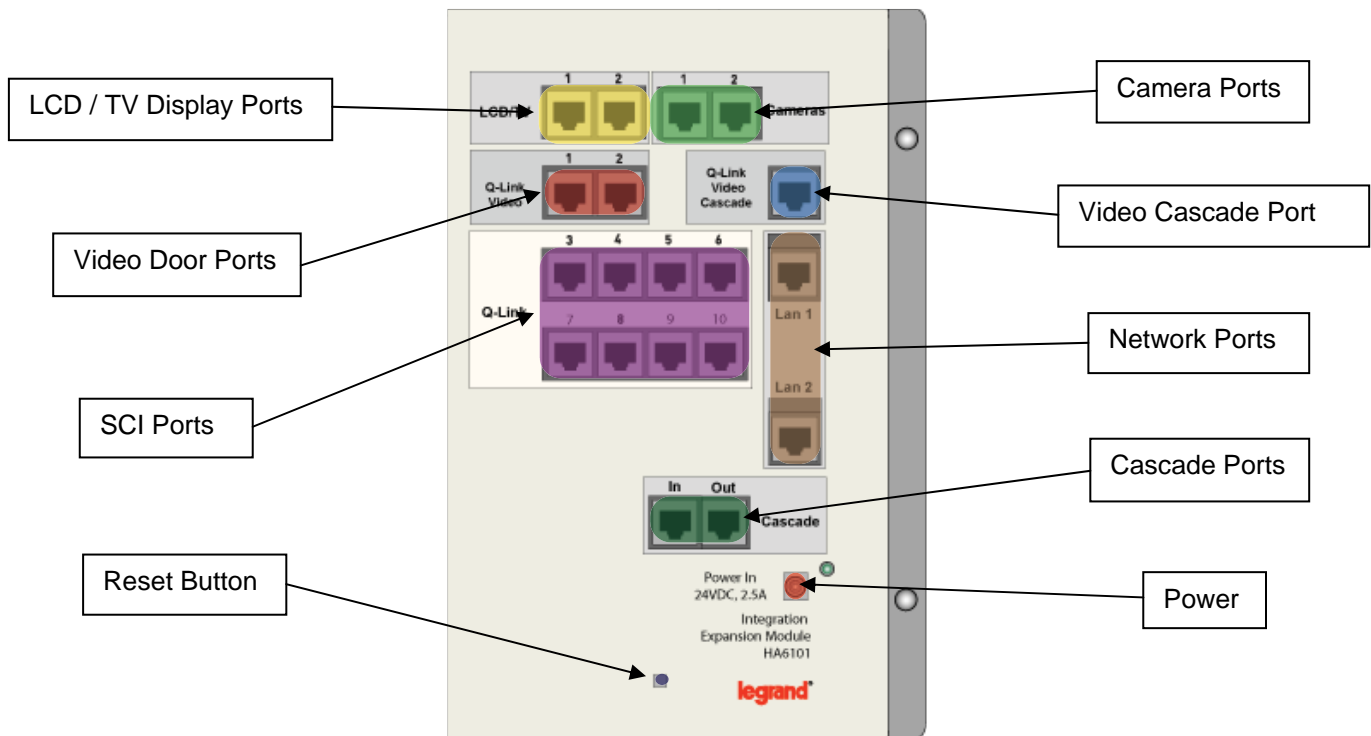 LCD / TV Display Ports
Video Door Ports
SCI Ports
Reset Button
1 2
LCD/TV
1 2
Cameras
1 2
Q-Link
Video
Q-Link
Video
Cascade
3 4 5 6
Q-Link
7 8 9 10
Lan 1
Lan 2
In Out
Cascade
Power In
24VDC, 2.5A
Integration
Expansion Module
HA6101
legrand®
Camera Ports
Video Cascade Port
Network Ports
Cascade Ports
Power